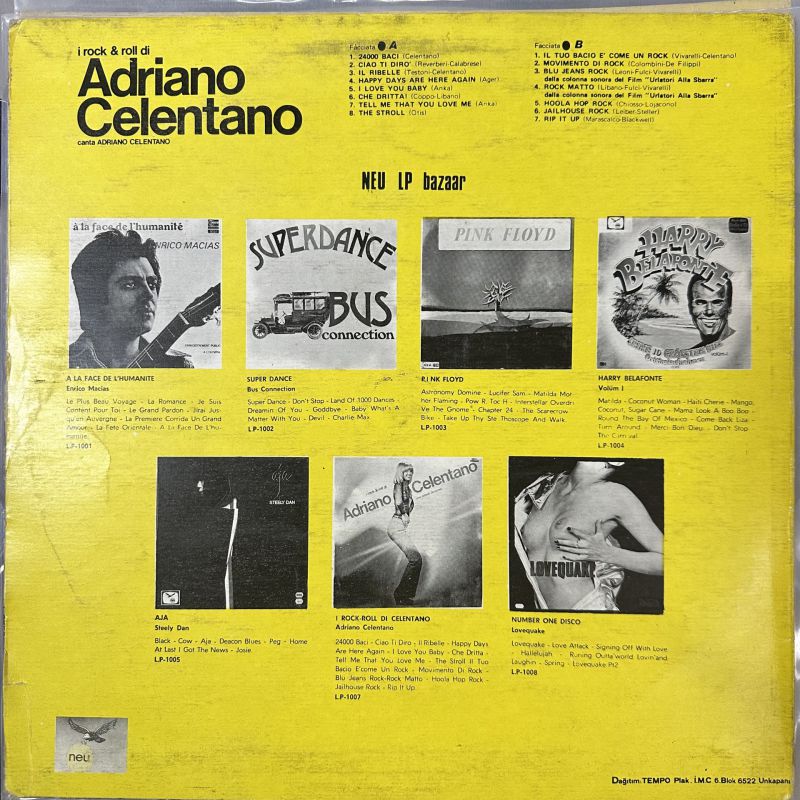 i rock & roll di
Adriano
Celentano
canta ADRIANO CELENTANO
Facciata A
1. 24000 BACI (Celentano)
2. CIAO TI DIRO' (Reverberi-Calabrese)
3. IL RIBELLE (Testoni-Celentano)
4. HAPPY DAYS ARE HERE AGAIN (Ager)
5. I LOVE YOU BABY (Anka)
6. CHE DRITTA! (Coppo-Libano)
7. TELL ME THAT YOU LOVE ME (Anka)
8. THE STROLL (Otis)
Facciata B
1. IL TUO BACIO E' COME UN ROCK (Vivarelli-Celentano)
2. MOVIMENTO DI ROCK (Colombini-De Filippi)
3. BLU JEANS ROCK (Leoni-Fulci-Vivarelli)
dalla colonna sonora del Film "Urlatori Alla Sbarra"
4. ROCK MATTO (Libano-Fulci-Vivarelli)
dalla colonna sonora del Film "Urlatori Alla Sbarra"
5. HOOLA HOP ROCK (Chiosso-Lojacono)
6. JAILHOUSE ROCK (Leiber-Steller)
7. RIP IT UP (Marascalco-Blackwell)
NEU LP bazaar
à la face de l'humanité
ENRICO MACIAS
SUPERDANCE
BUS
connection
PINK FLOYD
HARRY
BELAFONTE
A LA FACE DE L'HUMANITE
Enrico Macias
Le Plus Beau Voyage - La Romance - Je Suis
Content Pour Toi - Le Grand Pardon - Jirai Jus-
qu'en Auvergne - La Premiere Corrida Un Grand
Amour - La Fete Orientale - A La Face De L'hu-
manite.
LP-1001
SUPER DANCE
Bus Connection
Super Dance - Don't Stop - Land Of 1000 Dances
Dreamin Of You - Goddbve - Baby What's A
Matter With You - Devil - Charlie Max.
LP-1002
PINK FLOYD
Astronomy Domine - Lucifer Sam - Matilda Mot
her Flaming - Pow R. Toc H - İnterstellar Overdri
Ve The Gnome - Chapter 24 - The Scarecrow
Bike - Take Up Thy Ste Thoscope And Walk.
LP-1003
HARRY BELAFONTE
Volüm I
Matilda - Coconut Woman - Haiti Cherie - Mango,
Coconut, Sugar Cane - Mama Look A Boo Boo
Round The Bay Of Mexico - Come Back Liza -
Turn Around - Merci Bon Dieu - Don't Stop
The Carnival.
LP-1004
aja
STEELY DAN
i rock & roll di
Adriano Celentano
LOVEQUAKE
AJA
Steely Dan
Black - Cow - Aja - Deacon Blues - Peg - Home
At Last I Got The News - Josie.
LP-1005
I ROCK-ROLL DI CELENTANO
Adriano Celentano
24000 Baci - Ciao Ti Diro - Il Ribelle - Happy Days
Are Here Again - I Love You Baby - Che Dritta -
Tell Me That You Love Me - The Stroll II Tuo
Bacio E'come Un Rock - Movimento Di Rock -
Blu Jeans Rock-Rock Matto - Hoola Hop Rock -
Jailhouse Rock - Rip It Up.
LP-1007
NUMBER ONE DISCO
Lovequake
Lovequake - Love Attack - Signing Off With Love
- Hallelujah - Runing Outta'world Lovin'and
Laughin - Spring - Lovequake Pt2
LP-1008
neu
Dağıtım: TEMPO Plak. İ.M.C 6.Blok 6522 Unkapanı